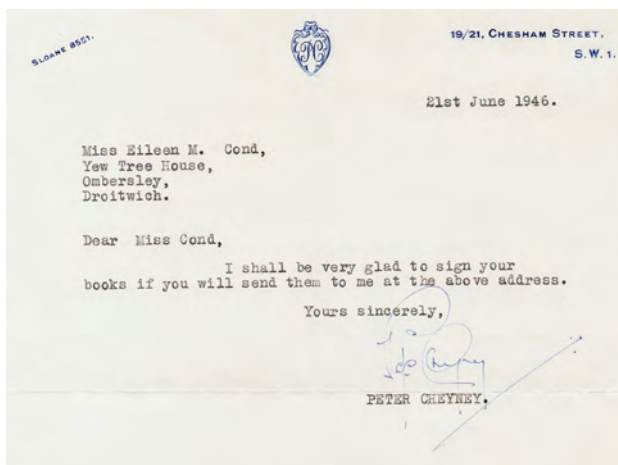 SLOANE 8551.
19/21, CHESHAM STREET,
S.W.1.
21st June 1946.
Miss Eileen M. Cond,
Yew Tree House,
Ombersley,
Droitwich.
Dear Miss Cond,
I shall be very glad to sign your
books if you will send them to me at the above address.
Yours sincerely,
Peter Cheyney
PETER CHEYNEY.